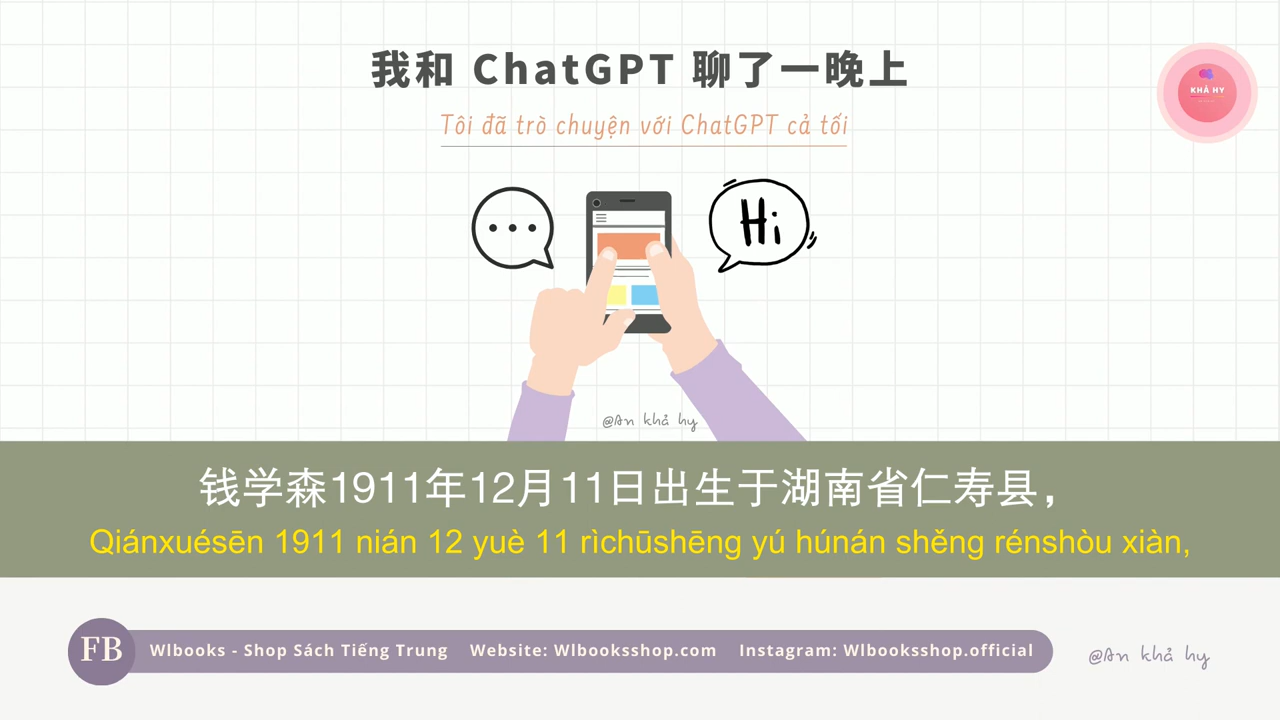 我和 ChatGPT 聊了一晚上
Tôi đã trò chuyện với ChatGPT cả tối
KHẢ HY
Hi
@An khả hy
钱学森1911年12月11日出生于湖南省仁寿县，
Qiánxuésēn 1911 nián 12 yuè 11 rìchūshēng yú húnán shěng rénshòu xiàn,
FB
Wlbooks - Shop Sách Tiếng Trung Website: Wlbooksshop.com Instagram: Wlbooksshop.official
@An khả hy